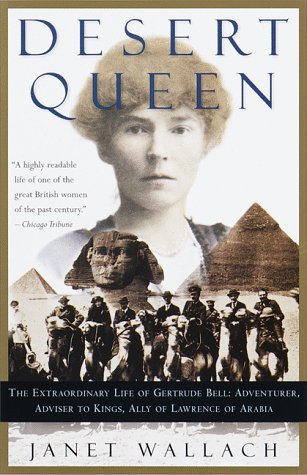 DESERT
QUEEN
"A highly readable
life of one of the
great British women
of the past century."
– Chicago Tribune
The Extraordinary Life of Gertrude Bell: Adventurer,
Adviser to Kings, Ally of Lawrence of Arabia
JANET WALLACH